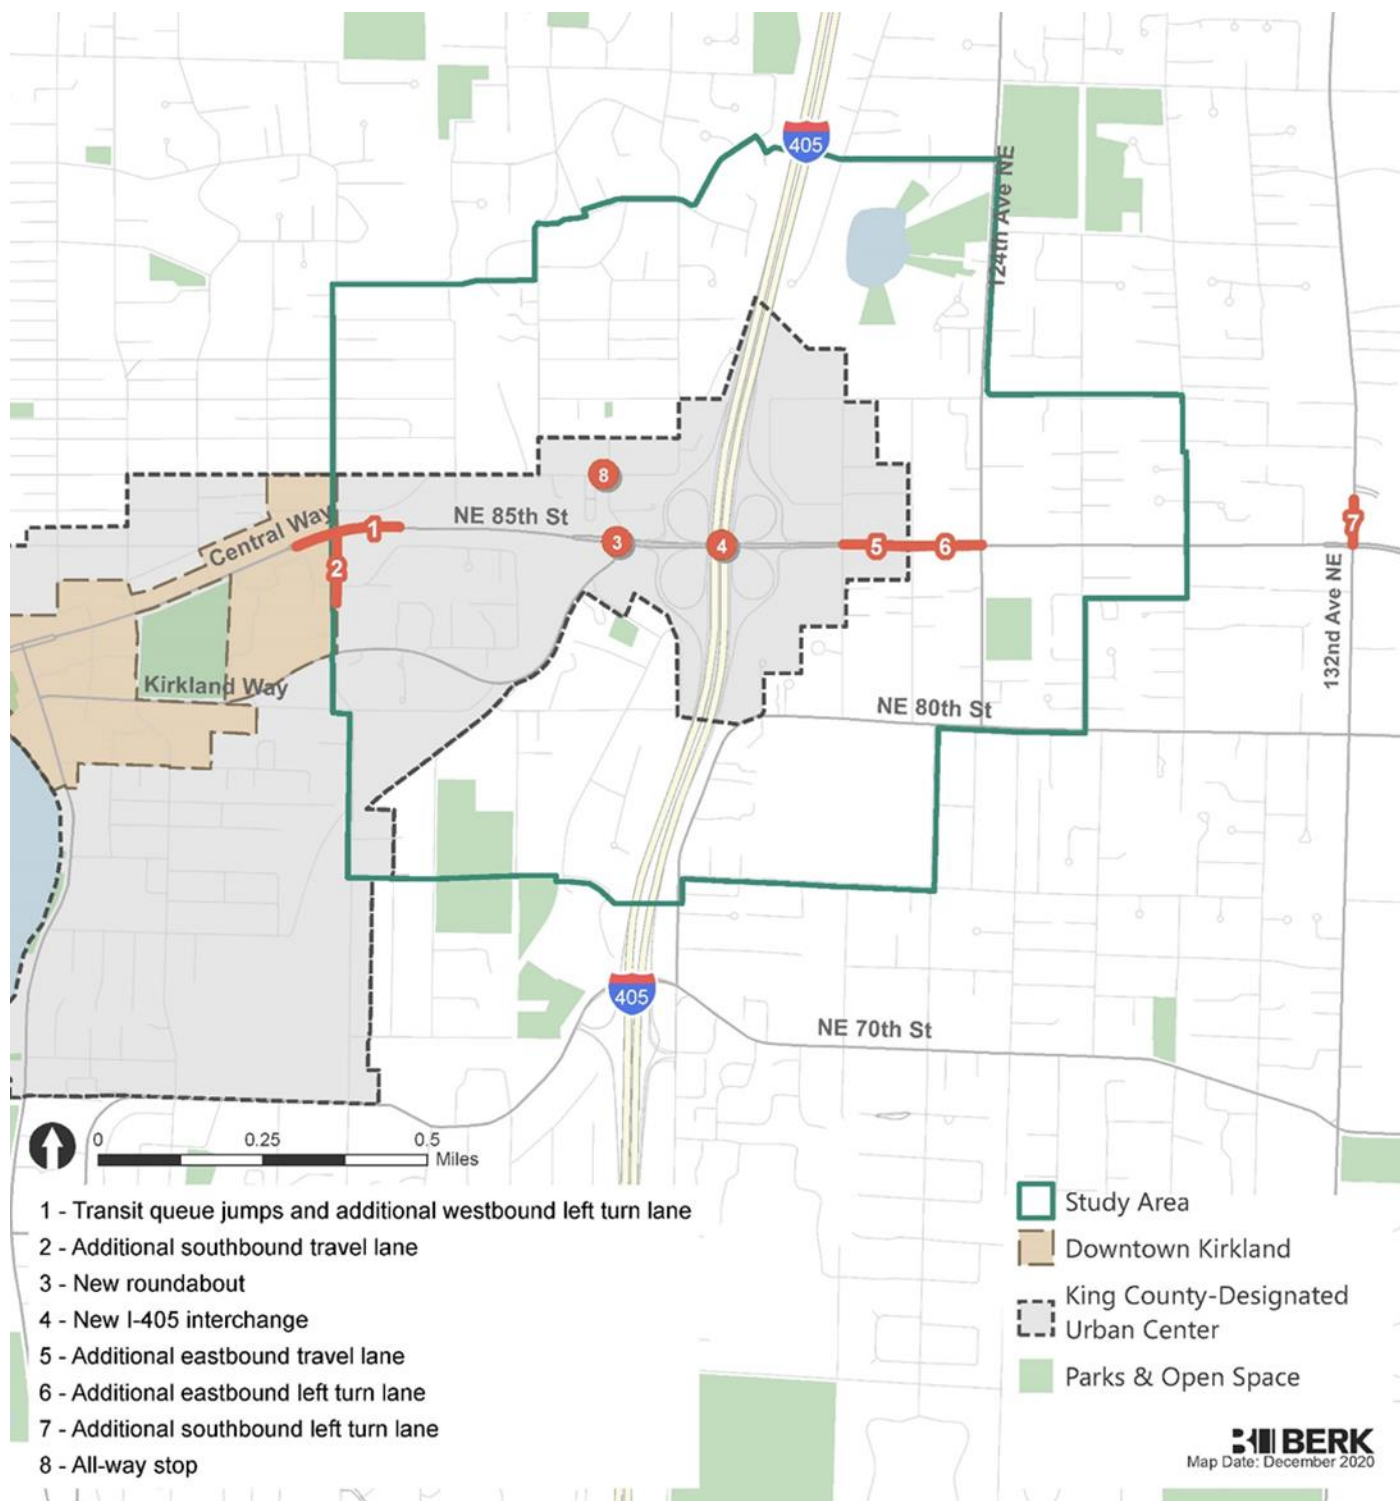 405
124th Ave NE
8
NE 85th St
Central Way
1
2
3
4
5
6
7
132nd Ave NE
Kirkland Way
NE 80th St
405
NE 70th St
0 0.25 0.5
Miles
1 - Transit queue jumps and additional westbound left turn lane
2 - Additional southbound travel lane
3 - New roundabout
4 - New I-405 interchange
5 - Additional eastbound travel lane
6 - Additional eastbound left turn lane
7 - Additional southbound left turn lane
8 - All-way stop
Study Area
Downtown Kirkland
King County-Designated
Urban Center
Parks & Open Space
BERK
Map Date: December 2020